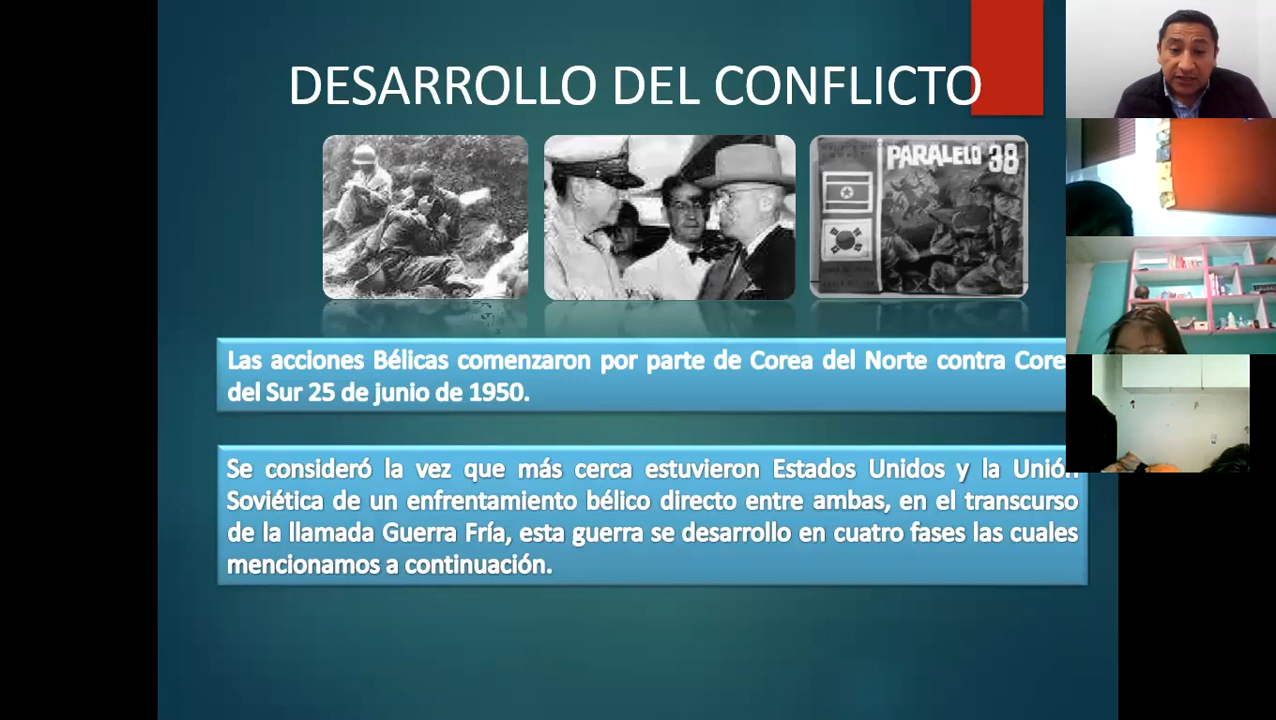 DESARROLLO DEL CONFLICTO
PARALELO 38
Las acciones Bélicas comenzaron por parte de Corea del Norte contra Core
del Sur 25 de junio de 1950.
Se consideró la vez que más cerca estuvieron Estados Unidos y la Unión
Soviética de un enfrentamiento bélico directo entre ambas, en el transcurso
de la llamada Guerra Fría, esta guerra se desarrollo en cuatro fases las cuales
mencionamos a continuación.